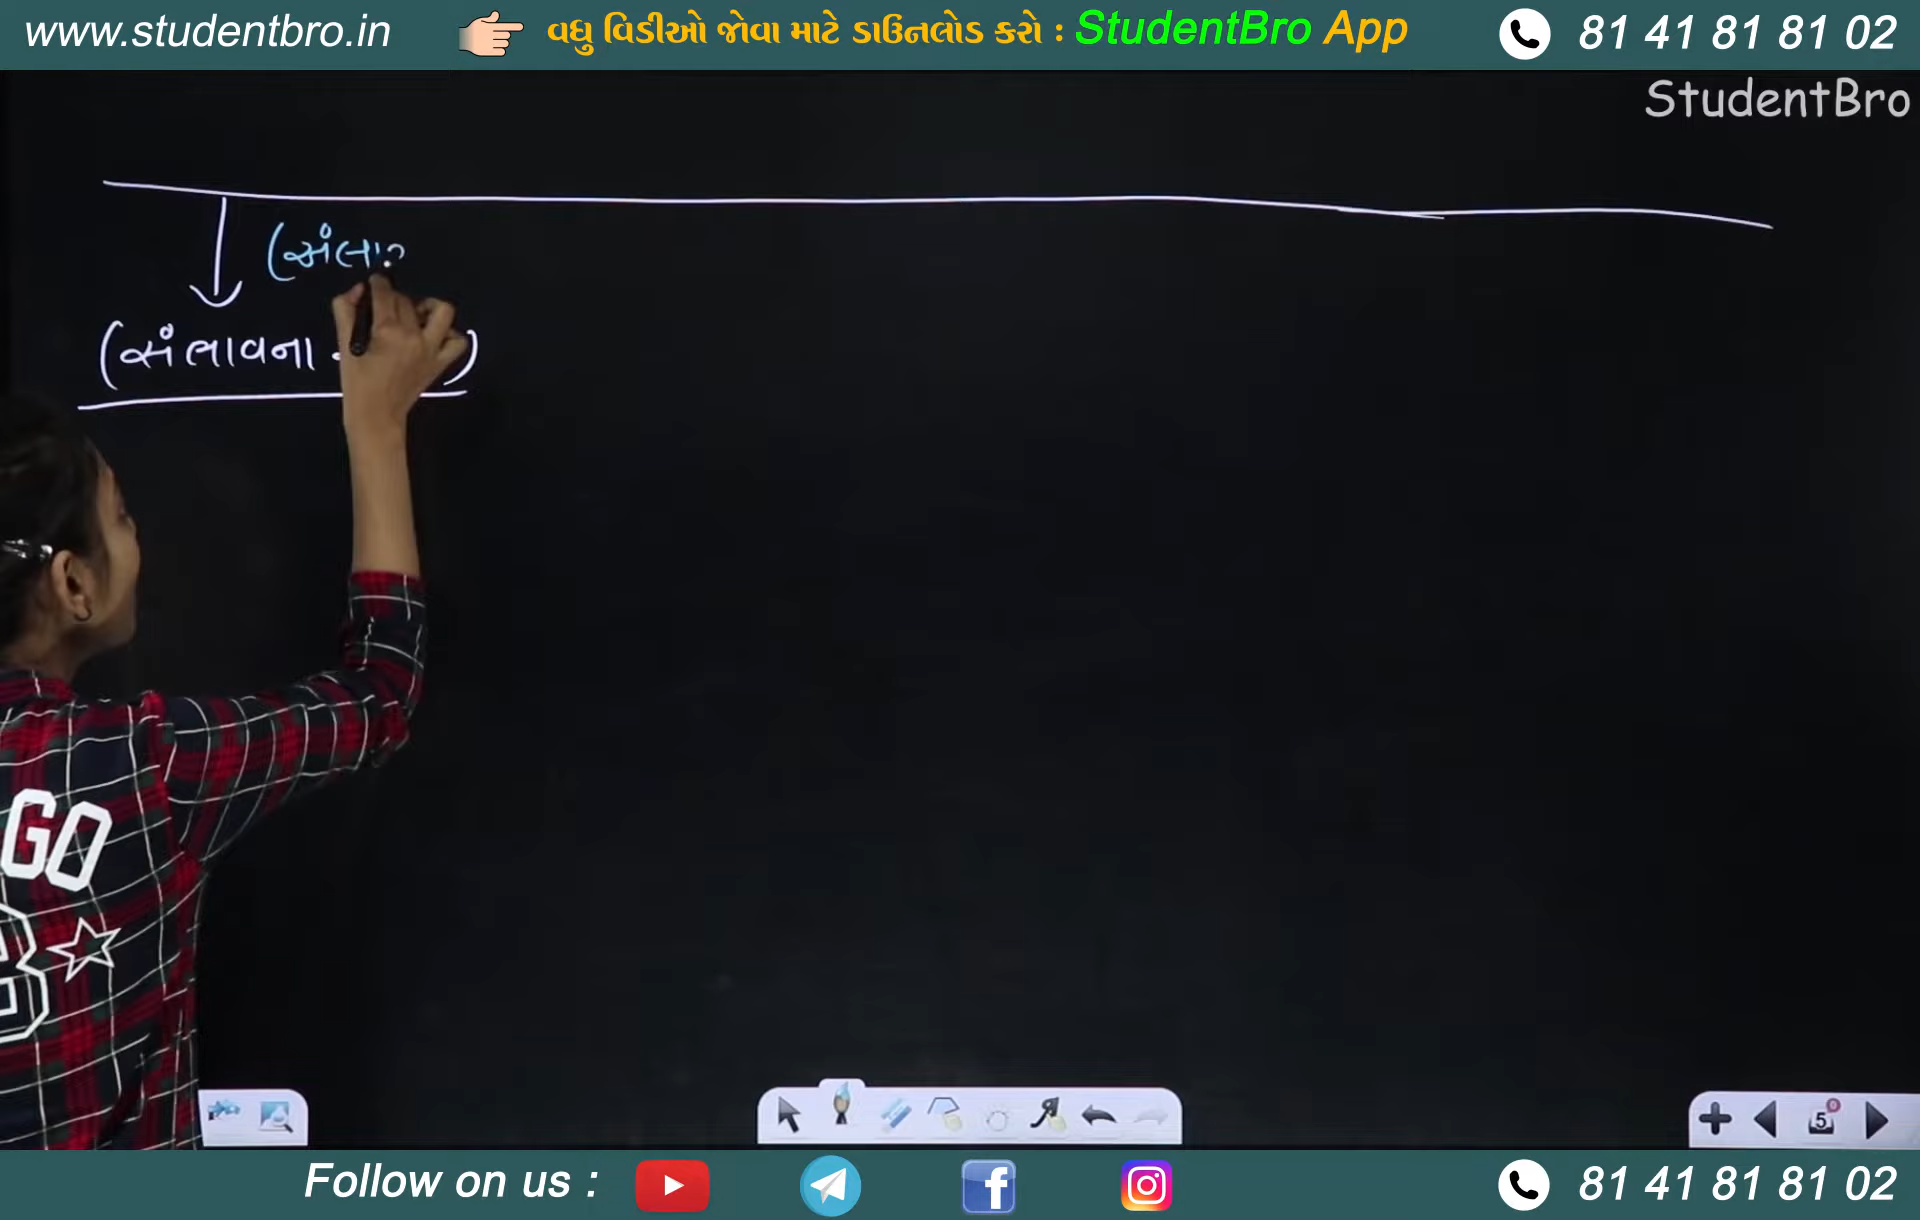 www.studentbro.in
વધુ વિડીઓ જોવા માટે ડાઉનલોડ કરો : StudentBro App
81 41 81 81 02
StudentBro
(સંભાવના
GO
5
0
Follow on us :
81 41 81 81 02